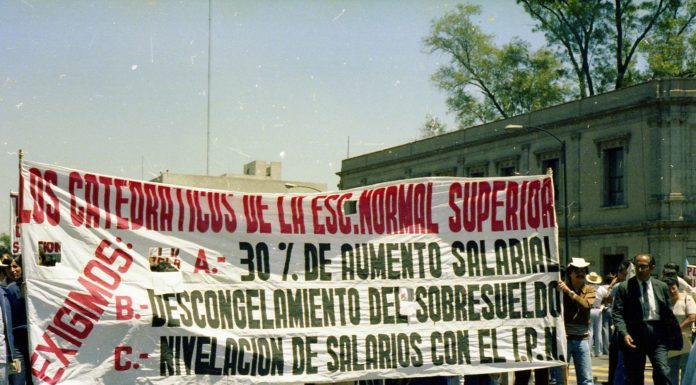 LOS CATEDRATICOS DE LA ESC. NORMAL SUPERIOR
EXIGIMOS:
A.- 30 % DE AUMENTO SALARIAL
B.- DESCONGELAMIENTO DEL SOBRESUELDO
C.- NIVELACION DE SALARIOS CON EL I.P.N.